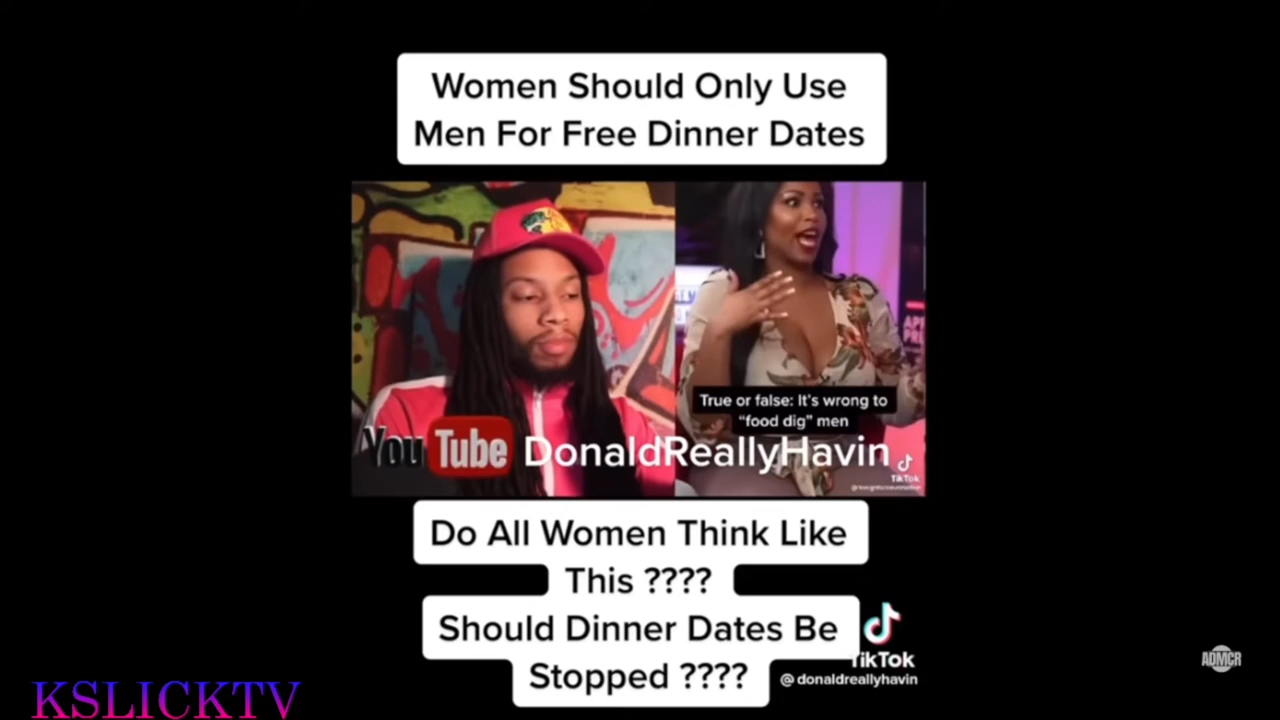 Women Should Only Use
Men For Free Dinner Dates
True or false: It's wrong to
"food dig" men
YouTube DonaldReallyHavin
TikTok
Do All Women Think Like
This ????
Should Dinner Dates Be
Stopped ????
TikTok
@donaldreallyhavin
ADMCR
KSLICKTV